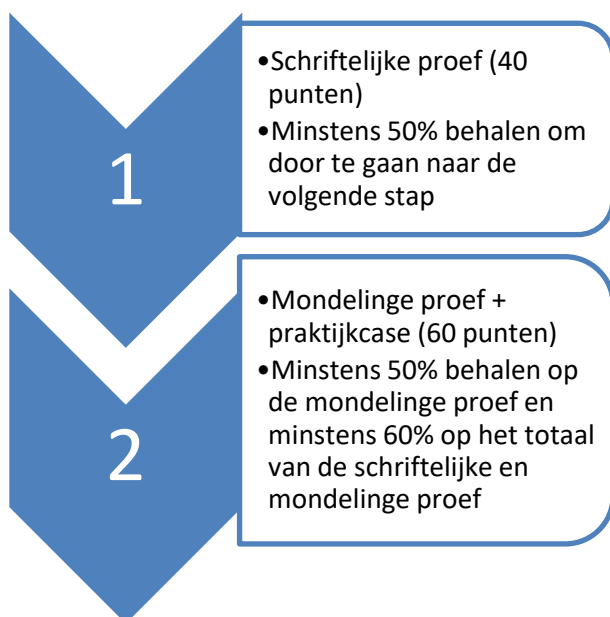 1
•Schriftelijke proef (40
punten)
•Minstens 50% behalen om
door te gaan naar de
volgende stap
2
•Mondelinge proef +
praktijkcase (60 punten)
•Minstens 50% behalen op
de mondelinge proef en
minstens 60% op het totaal
van de schriftelijke en
mondelinge proef